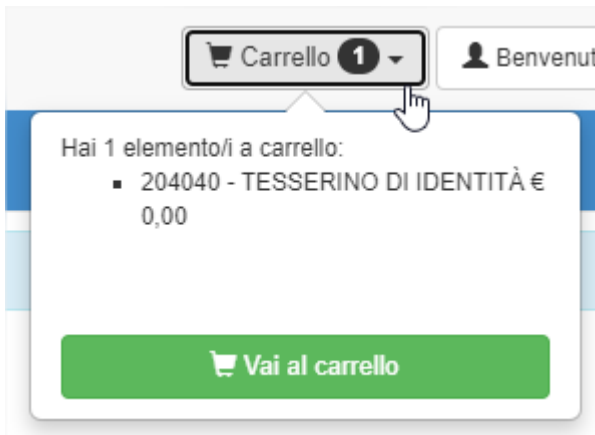 Carrello 1
Benvenut
Hai 1 elemento/i a carrello:
204040 - TESSERINO DI IDENTITÀ €
0,00
Vai al carrello